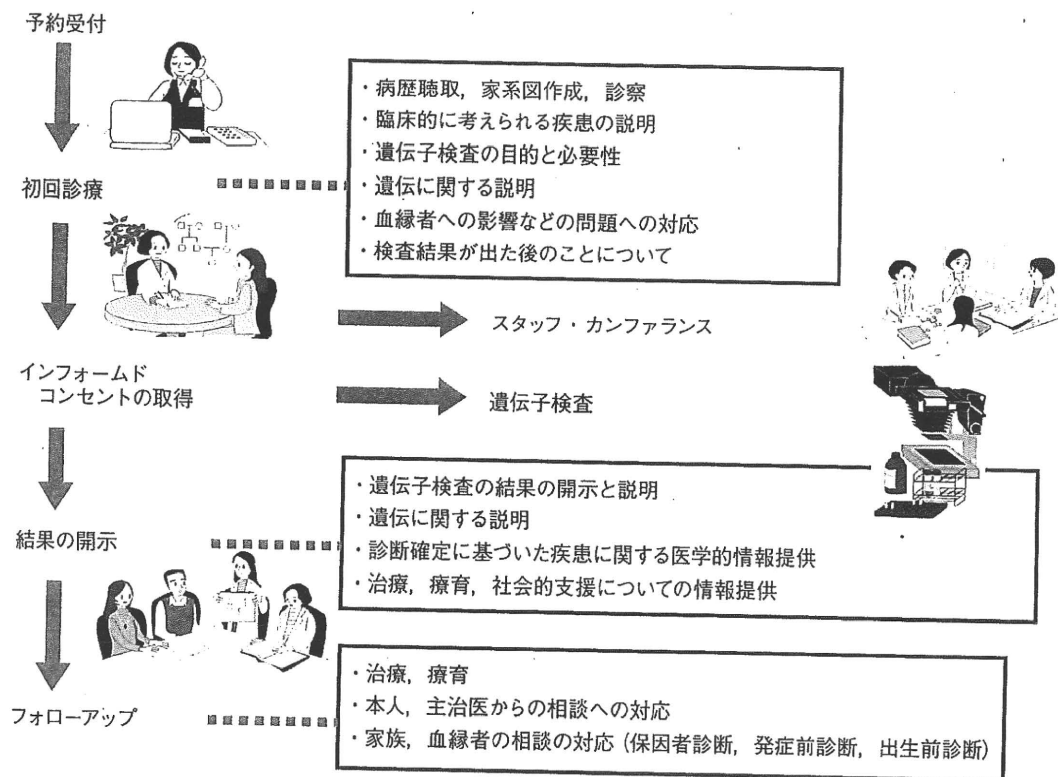 予約受付
・病歴聴取，家系図作成，診察
・臨床的に考えられる疾患の説明
・遺伝子検査の目的と必要性
・遺伝に関する説明
・血縁者への影響などの問題への対応
・検査結果が出た後のことについて
初回診療
スタッフ・カンファランス
インフォームド
コンセントの取得
遺伝子検査
・遺伝子検査の結果の開示と説明
・遺伝に関する説明
・診断確定に基づいた疾患に関する医学的情報提供
・治療，療育，社会的支援についての情報提供
結果の開示
・治療，療育
・本人，主治医からの相談への対応
・家族，血縁者の相談の対応（保因者診断，発症前診断，出生前診断）
フォローアップ